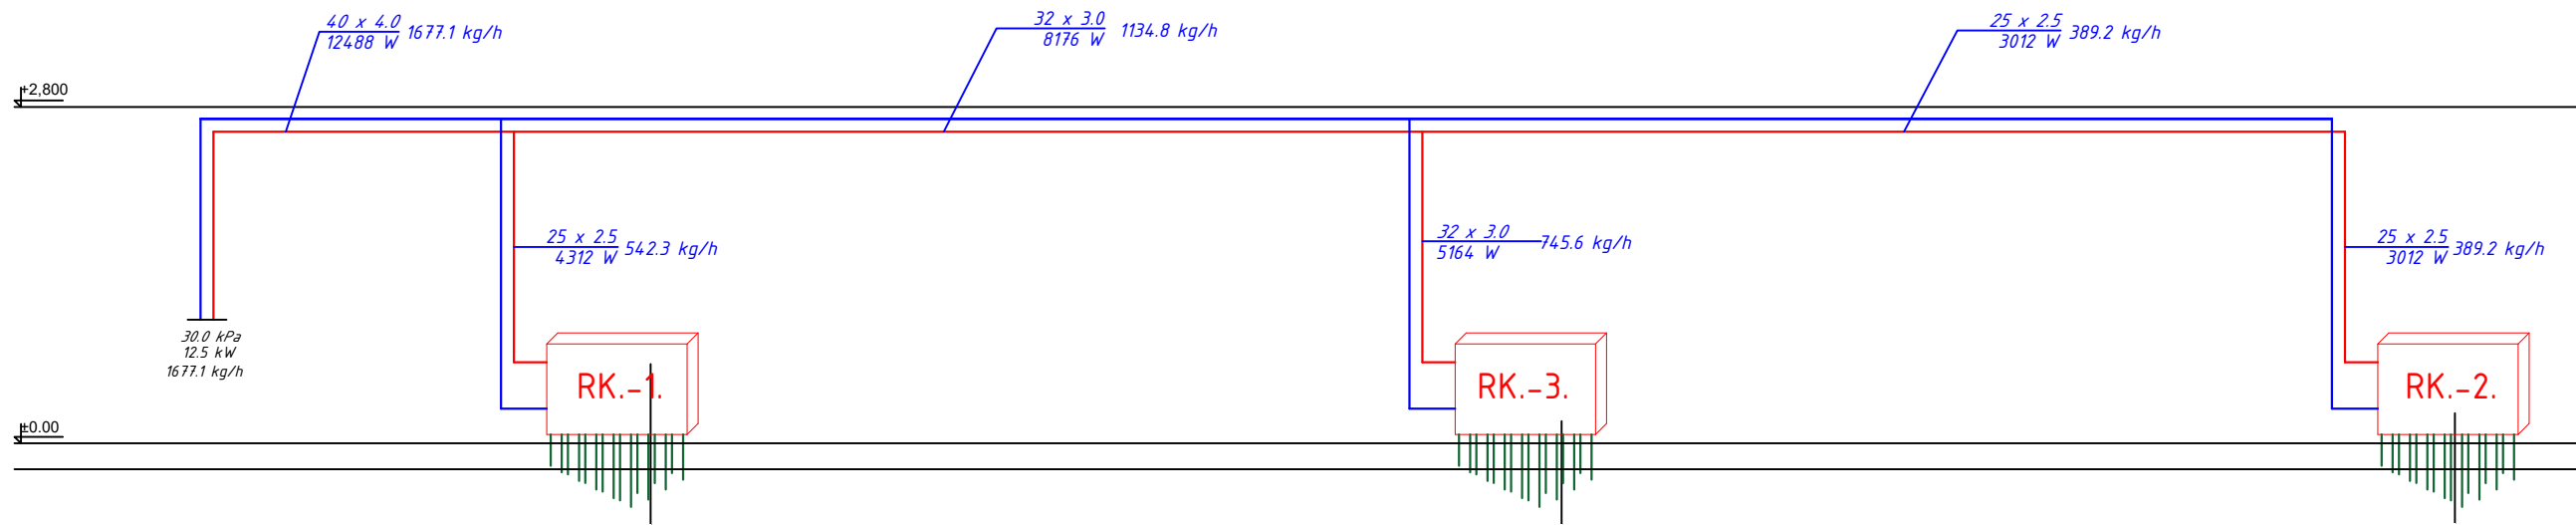 40 x 4.0
12488 W 1677.1 kg/h
32 x 3.0
8176 W 1134.8 kg/h
25 x 2.5
3012 W 389.2 kg/h
+2,800
25 x 2.5
4312 W 542.3 kg/h
32 x 3.0
5164 W 745.6 kg/h
25 x 2.5
3012 W 389.2 kg/h
30.0 kPa
12.5 kW
1677.1 kg/h
RK.-1.
RK.-3.
RK.-2.
±0.00